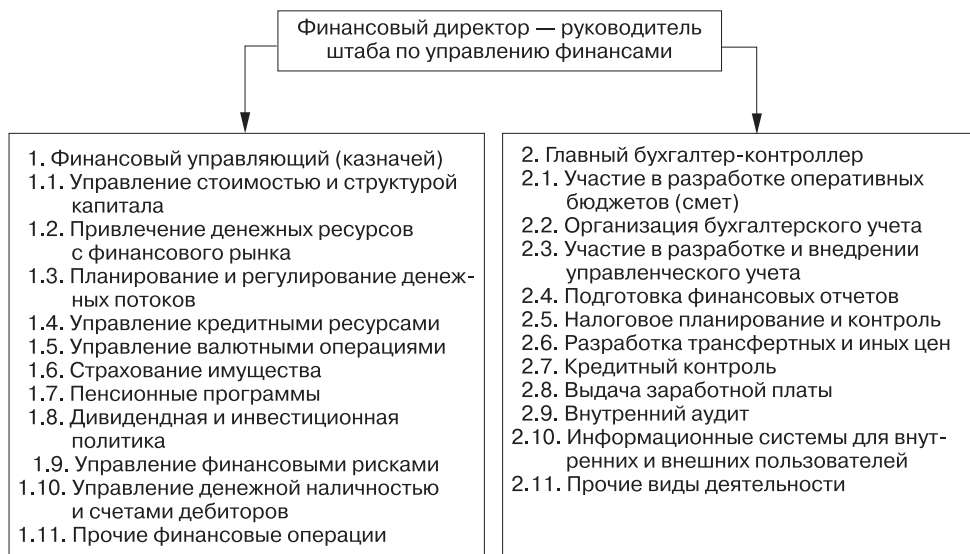 Финансовый директор — руководитель
штаба по управлению финансами
1. Финансовый управляющий (казначей)
1.1. Управление стоимостью и структурой
капитала
1.2. Привлечение денежных ресурсов
с финансового рынка
1.3. Планирование и регулирование денеж-
ных потоков
1.4. Управление кредитными ресурсами
1.5. Управление валютными операциями
1.6. Страхование имущества
1.7. Пенсионные программы
1.8. Дивидендная и инвестиционная
политика
1.9. Управление финансовыми рисками
1.10. Управление денежной наличностью
и счетами дебиторов
1.11. Прочие финансовые операции
2. Главный бухгалтер-контроллер
2.1. Участие в разработке оперативных
бюджетов (смет)
2.2. Организация бухгалтерского учета
2.3. Участие в разработке и внедрении
управленческого учета
2.4. Подготовка финансовых отчетов
2.5. Налоговое планирование и контроль
2.6. Разработка трансфертных и иных цен
2.7. Кредитный контроль
2.8. Выдача заработной платы
2.9. Внутренний аудит
2.10. Информационные системы для внут-
ренних и внешних пользователей
2.11. Прочие виды деятельности